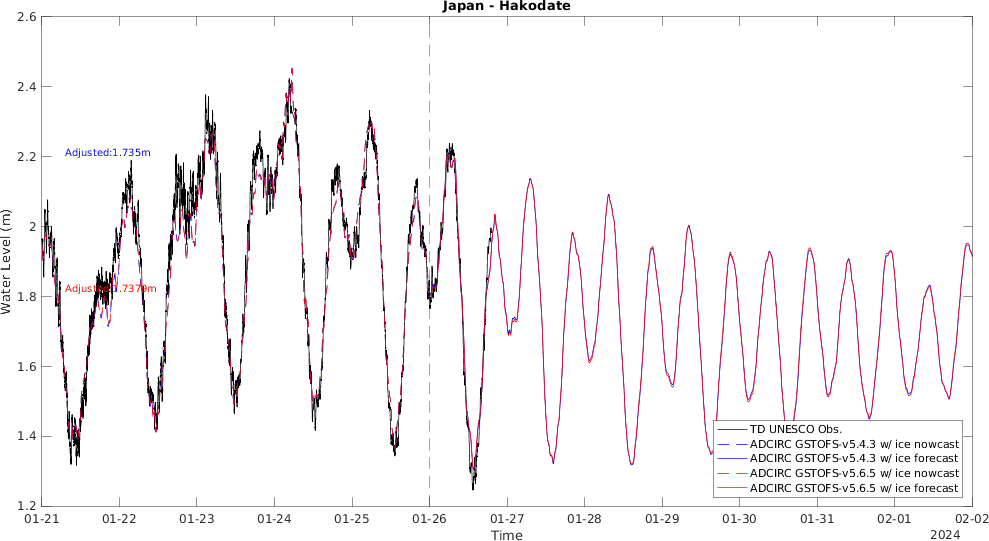 Japan - Hakodate
2.6
2.4
2.2
2
1.8
1.6
1.4
1.2
Water Level (m)
Adjusted:1.735m
Adjusted:1.7379m
TD UNESCO Obs.
ADCIRC GSTOFS-v5.4.3 w/ ice nowcast
ADCIRC GSTOFS-v5.4.3 w/ ice forecast
ADCIRC GSTOFS-v5.6.5 w/ ice nowcast
ADCIRC GSTOFS-v5.6.5 w/ ice forecast
01-21 01-22 01-23 01-24 01-25 01-26 01-27 01-28 01-29 01-30 01-31 02-01 02-02
Time
2024